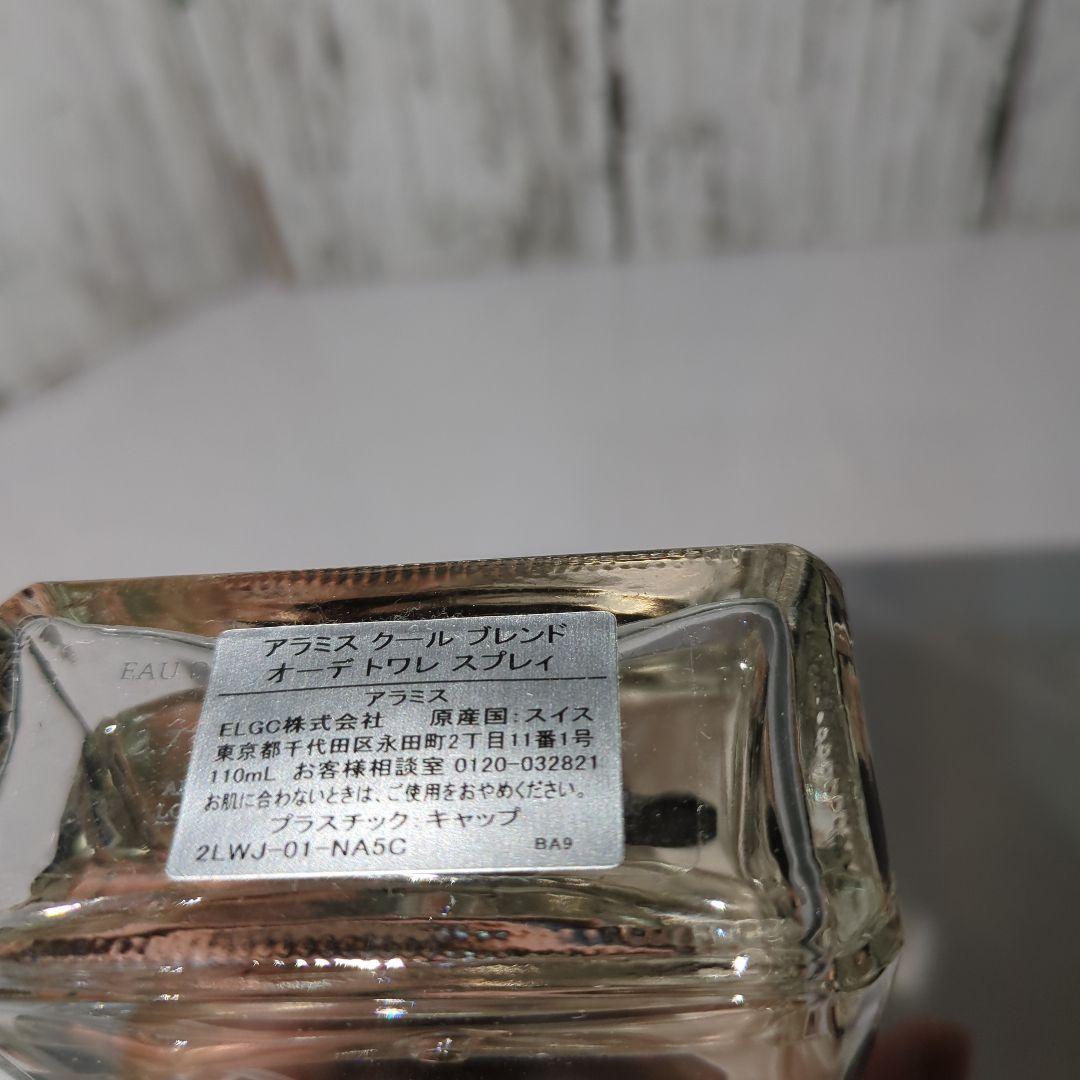 アラミス クール ブレンド
オーデ トワレ スプレィ
アラミス
ELGC株式会社 原産国:スイス
東京都千代田区永田町2丁目11番1号
110mL お客様相談室 0120-032821
お肌に合わないときは、ご使用をおやめください。
プラスチック キャップ
2LWJ-01-NA5C BA9
EAU